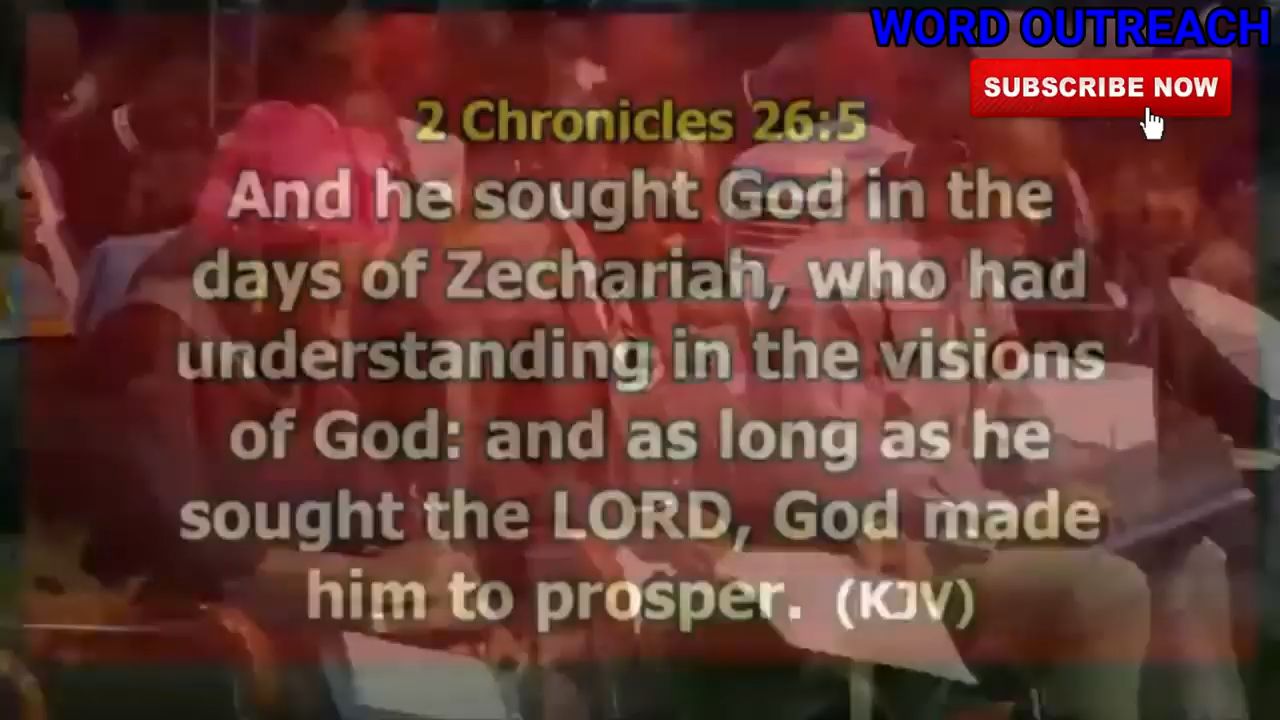 WORD OUTREACH
SUBSCRIBE NOW
2 Chronicles 26:5
And he sought God in the
days of Zechariah, who had
understanding in the visions
of God: and as long as he
sought the LORD, God made
him to prosper. (KJV)